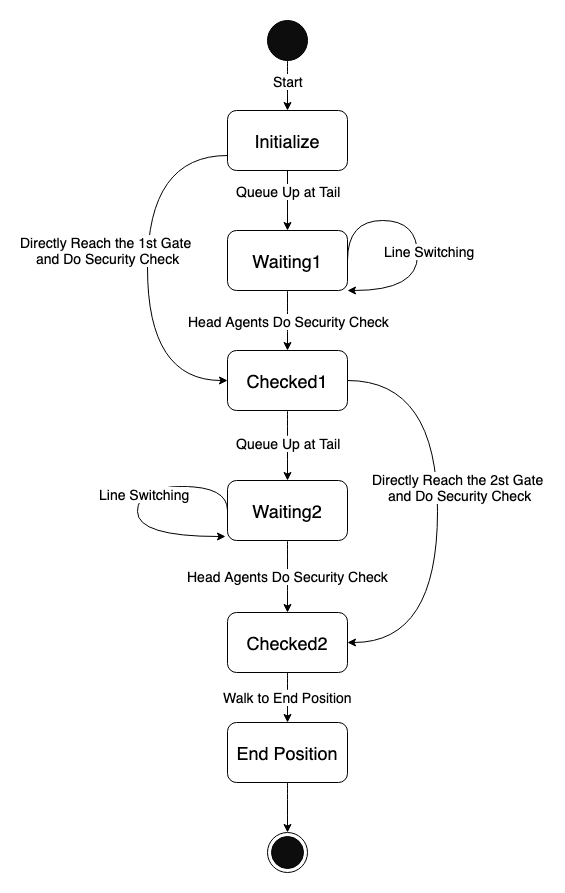 Start
Initialize
Queue Up at Tail
Directly Reach the 1st Gate
and Do Security Check
Waiting1
Line Switching
Head Agents Do Security Check
Checked1
Queue Up at Tail
Directly Reach the 2st Gate
and Do Security Check
Line Switching
Waiting2
Head Agents Do Security Check
Checked2
Walk to End Position
End Position